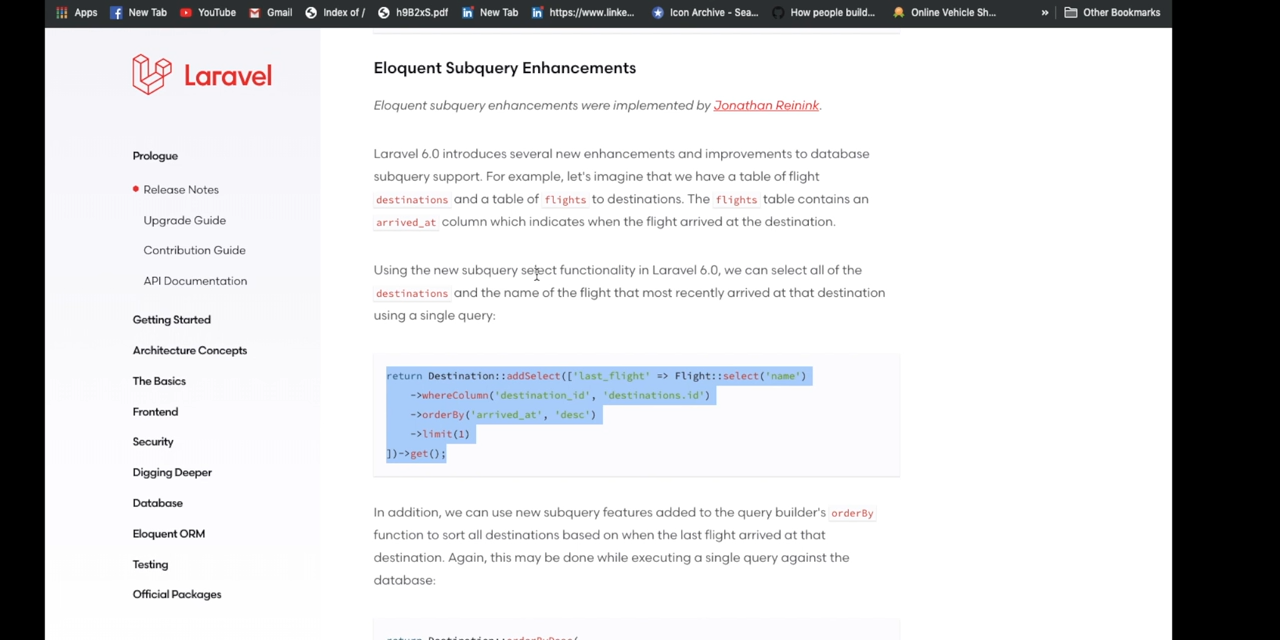 Apps New Tab YouTube Gmail Index of / h9B2xS.pdf New Tab https://www.linke... Icon Archive - Sea... How people build... Online Vehicle Sh... » Other Bookmarks
Laravel
Prologue
Release Notes
Upgrade Guide
Contribution Guide
API Documentation
Getting Started
Architecture Concepts
The Basics
Frontend
Security
Digging Deeper
Database
Eloquent ORM
Testing
Official Packages
Eloquent Subquery Enhancements
Eloquent subquery enhancements were implemented by Jonathan Reinink.
Laravel 6.0 introduces several new enhancements and improvements to database
subquery support. For example, let's imagine that we have a table of flight
destinations and a table of flights to destinations. The flights table contains an
arrived_at column which indicates when the flight arrived at the destination.
Using the new subquery select functionality in Laravel 6.0, we can select all of the
destinations and the name of the flight that most recently arrived at that destination
using a single query:
return Destination::addSelect(['last_flight' => Flight::select('name')
->whereColumn('destination_id', 'destinations.id')
->orderBy('arrived_at', 'desc')
->limit(1)
])->get();
In addition, we can use new subquery features added to the query builder's orderBy
function to sort all destinations based on when the last flight arrived at that
destination. Again, this may be done while executing a single query against the
database:
return Destination::orderByDesc(